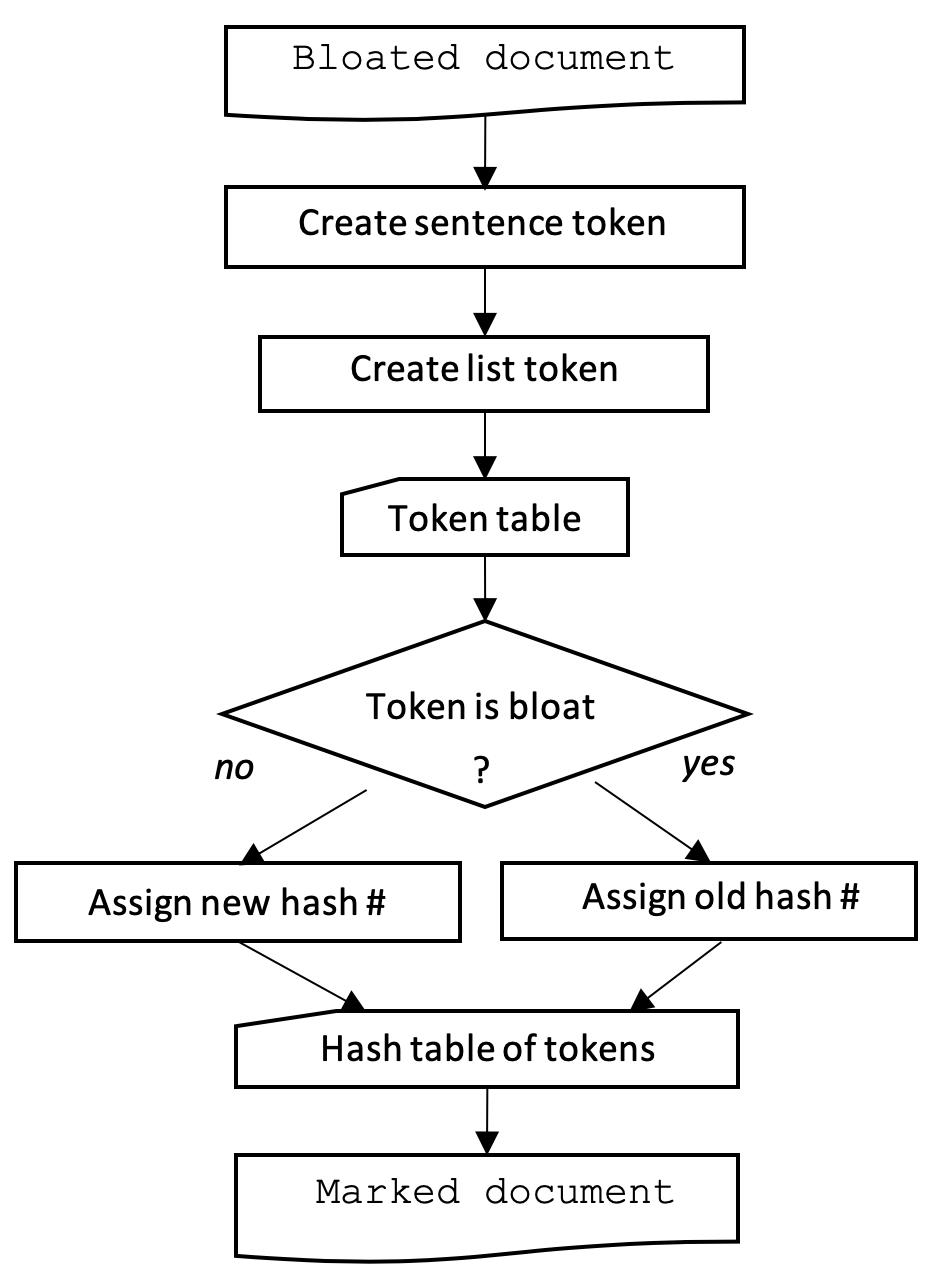 Bloated document
Create sentence token
Create list token
Token table
Token is bloat
?
no
yes
Assign new hash #
Assign old hash #
Hash table of tokens
Marked document